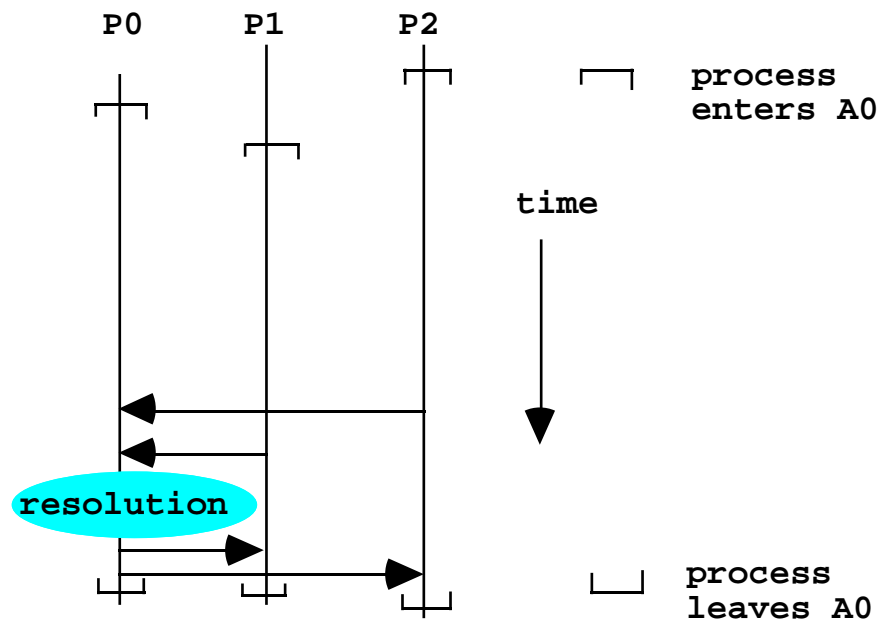 P0 P1 P2
process
enters A0
time
resolution
process
leaves A0